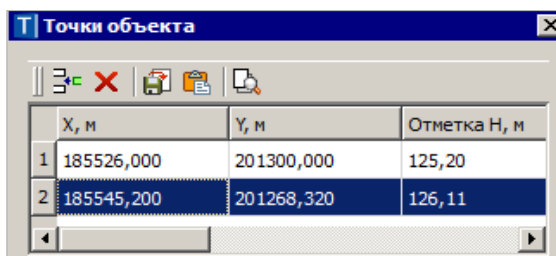 T Точки объекта
X, м Y, м Отметка H, м
1 185526,000 201300,000 125,20
2 185545,200 201268,320 126,11